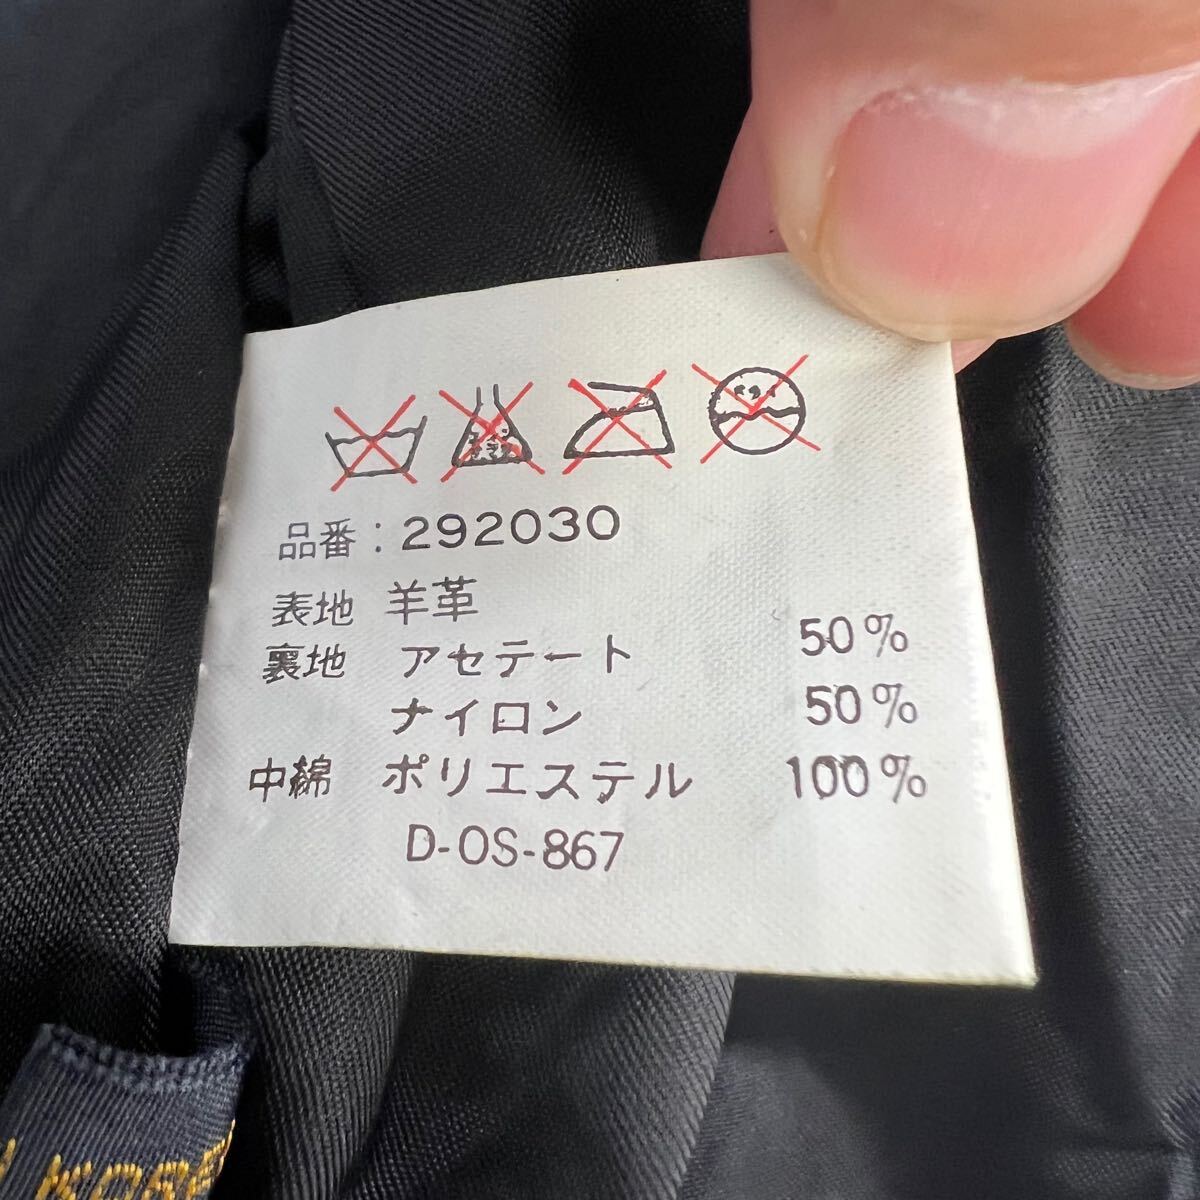 品番:292030
表地 羊革
裏地 アセテート 50%
ナイロン 50%
中綿 ポリエステル 100%
D-OS-867